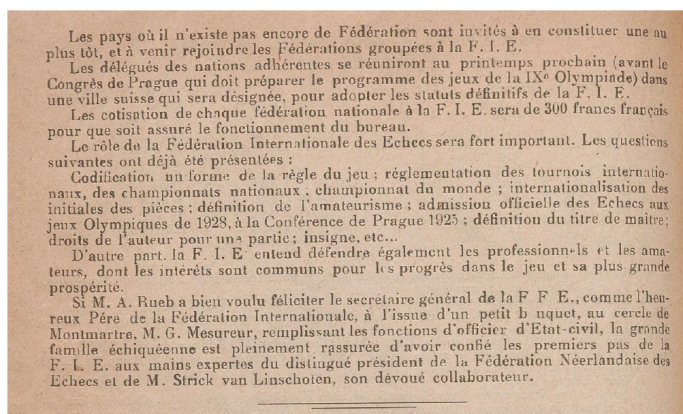 Les pays où il n'existe pas encore de Fédération sont invités à en constituer une au
plus tôt, et à venir rejoindre les Fédérations groupées à la F. I. E.
Les délégués des nations adhérentes se réuniront au printemps prochain (avant le
Congrès de Prague qui doit préparer le programme des jeux de la IXᵉ Olympiade) dans
une ville suisse qui sera désignée, pour adopter les statuts définitifs de la F. I. E.
Les cotisation de chaque fédération nationale à la F. I. E. sera de 300 francs français
pour que soit assuré le fonctionnement du bureau.
Le rôle de la Fédération Internationale des Echecs sera fort important. Les questions
suivantes ont déjà été présentées :
Codification un forme de la règle du jeu ; réglementation des tournois internatio-
naux, des championnats nationaux ; championnat du monde ; internationalisation des
initiales des pièces ; définition de l'amateurisme ; admission officielle des Echecs aux
jeux Olympiques de 1928, à la Conférence de Prague 1925 ; définition du titre de maître;
droits de l'auteur pour une partie ; insigne, etc...
D'autre part. la F. I. E entend défendre également les professionnels et les ama-
teurs, dont les intérêts sont communs pour les progrès dans le jeu et sa plus grande
prospérité.
Si M. A. Rueb a bien voulu féliciter le secrétaire général de la F F E., comme l'heu-
reux Pére de la Fédération Internationale, à l'issue d'un petit b nquet, au cercle de
Montmartre, M. G. Mesureur, remplissant les fonctions d'officier d'Etat-civil, la grande
famille échiquéenne est pleinement rassurée d'avoir confié les premiers pas de la
F. I. E. aux mains expertes du distiugué président de la Fédération Néerlandaise des
Echecs et de M. Strick van Linschoten, son dévoué collaborateur.